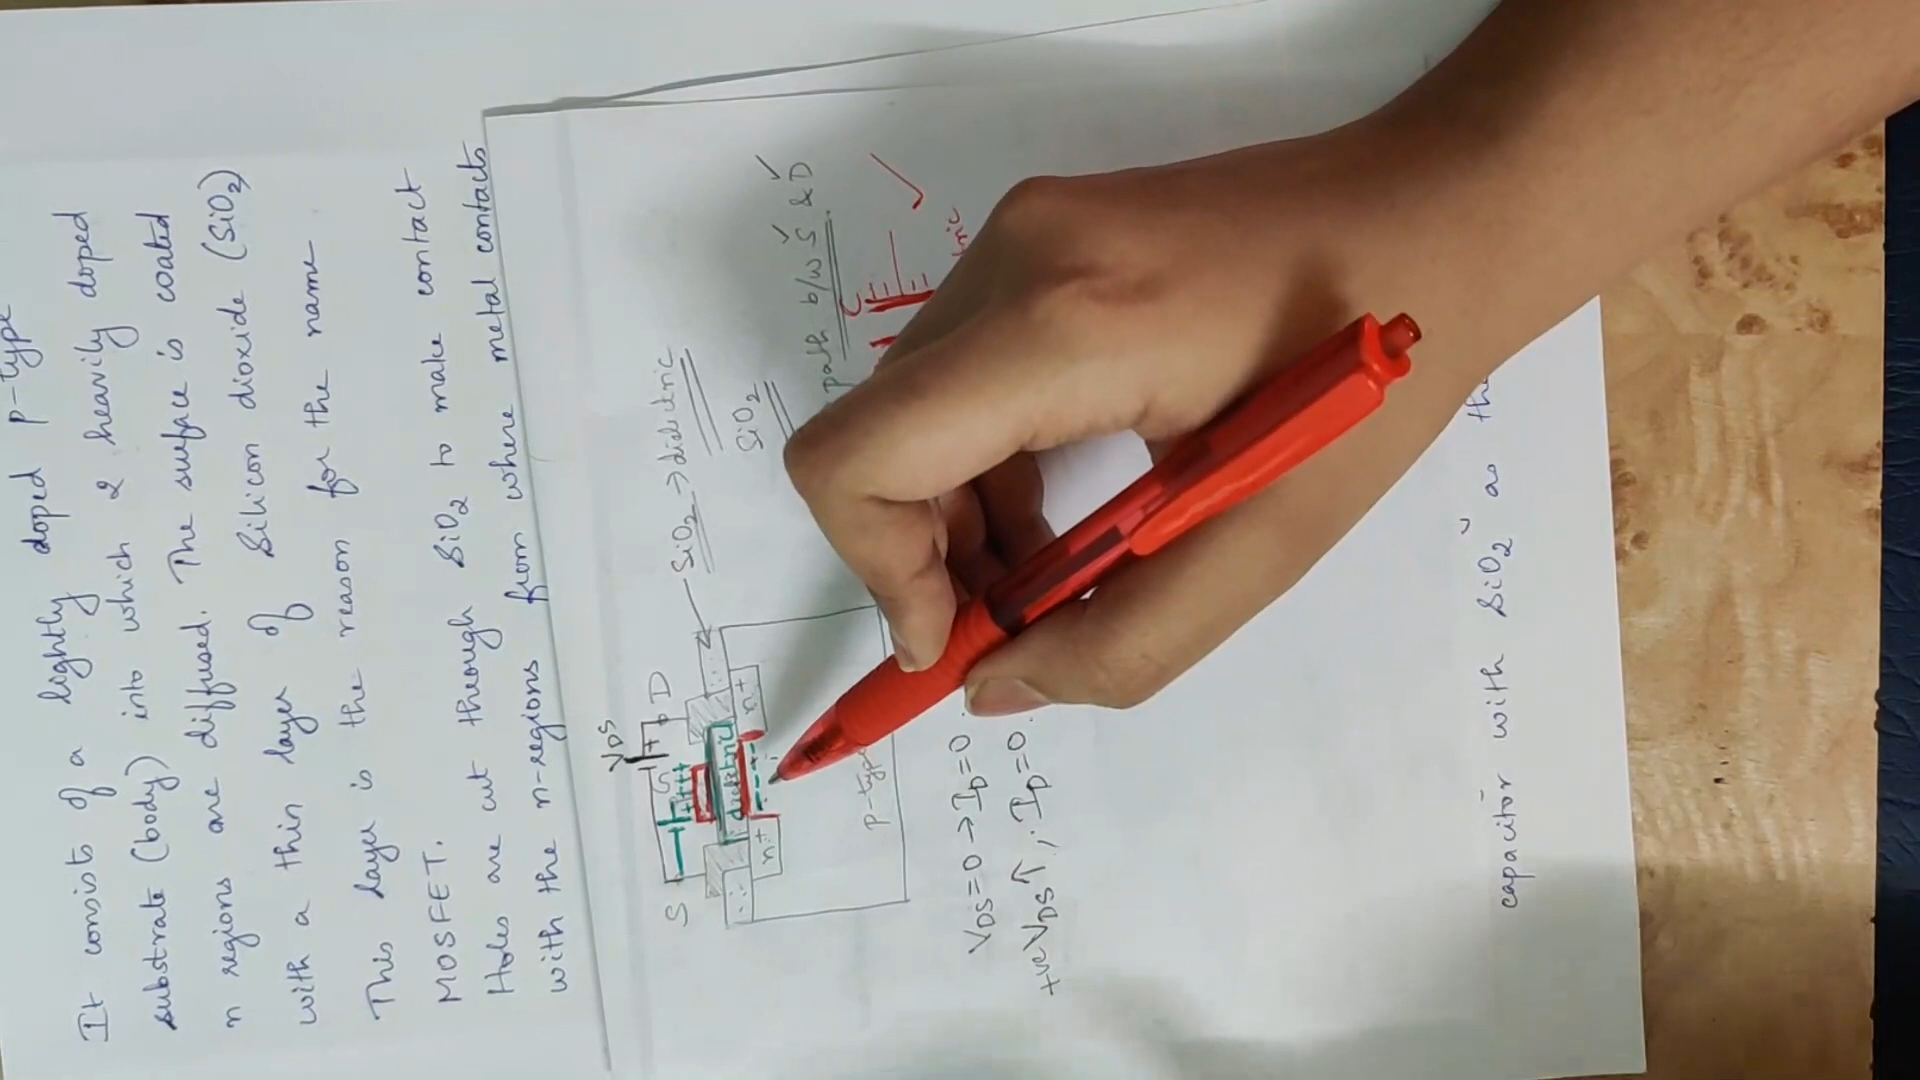 It consists of a lightly doped p-type
substrate (body) into which 2 heavily doped
n regions are diffused. The surface is coated
with a thin layer of Silicon dioxide (SiO2)
This layer is the reason for the name
MOSFET.
Holes are cut through SiO2 to make contact
with the n-regions from where metal contacts
VDS
S
D
SiO2 → dielectric
dielectric
n+
n+
SiO2
path b/w S & D
C
VDS = 0 → ID = 0
+ve VDS ↑, ID = 0.
capacitor with SiO2 as